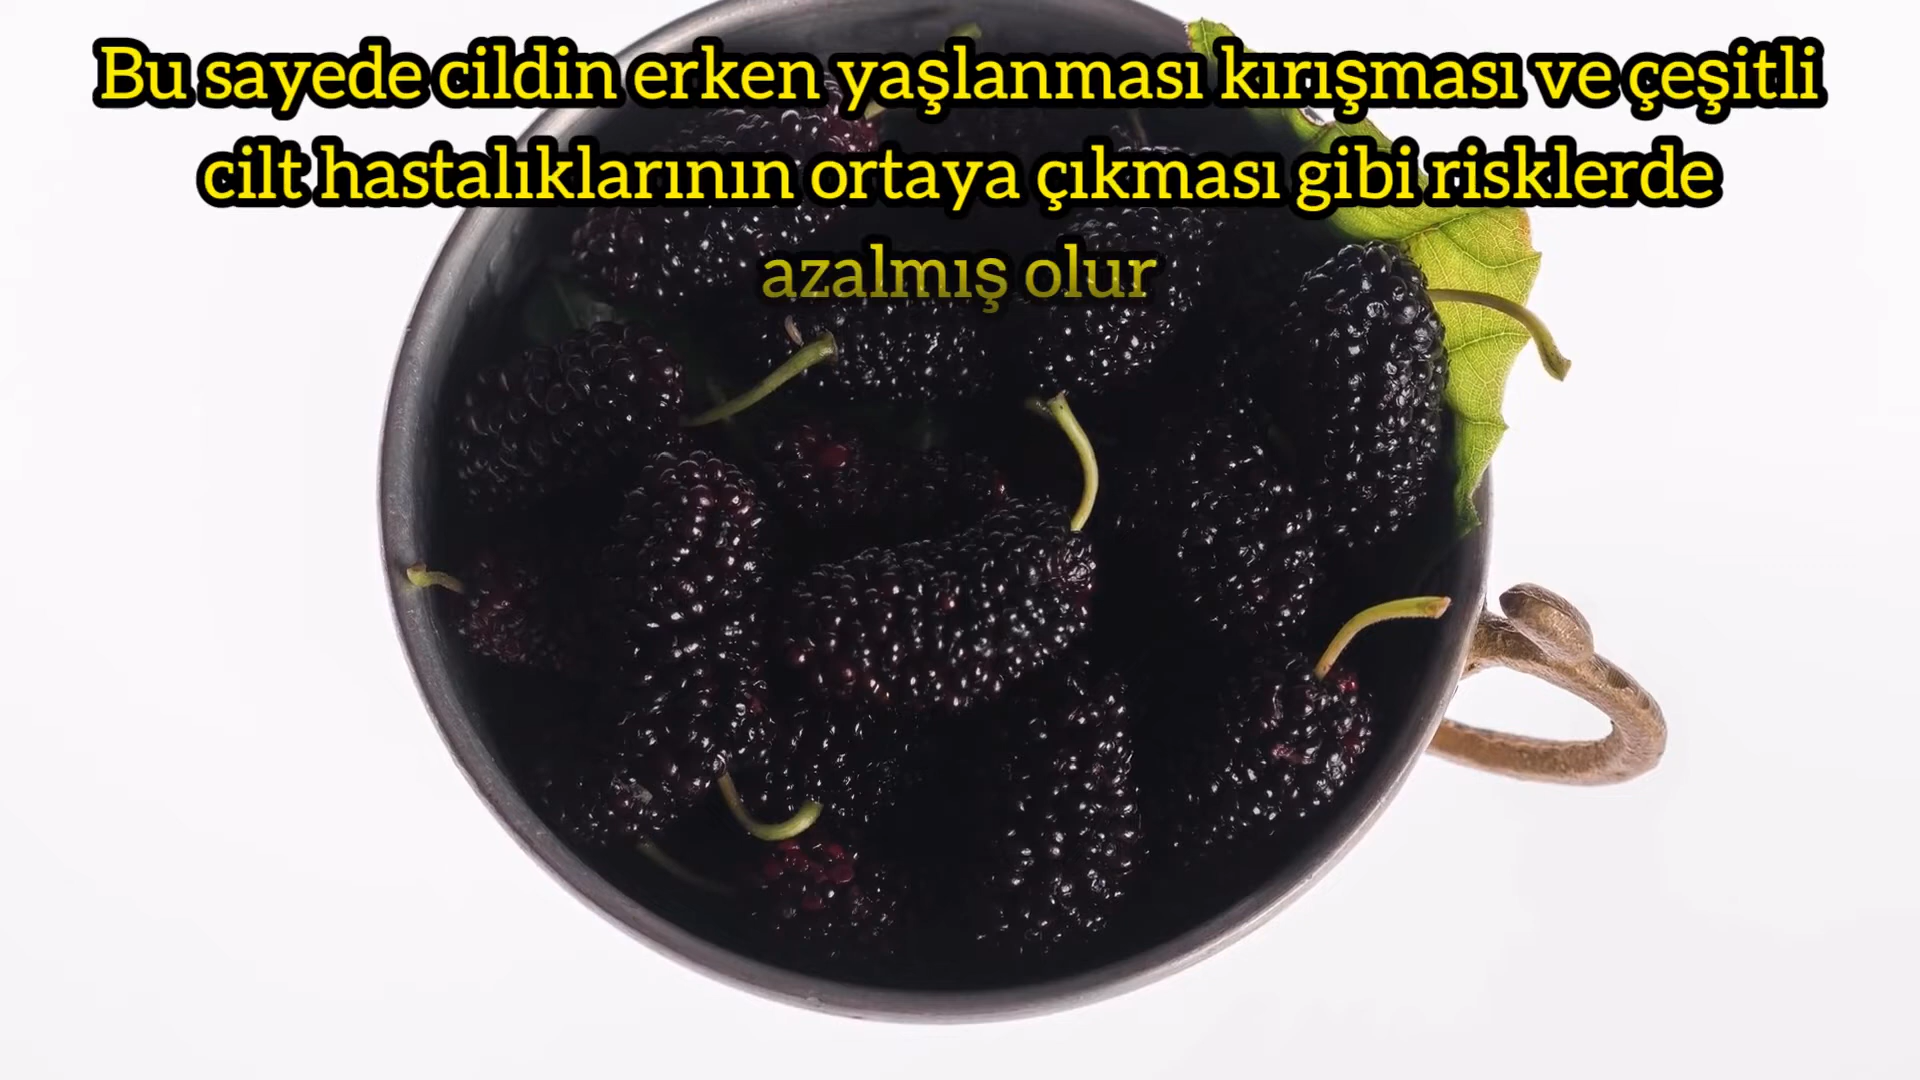 Bu sayede cildin erken yaşlanması kırışması ve çeşitli
cilt hastalıklarının ortaya çıkması gibi risklerde
azalmış olur